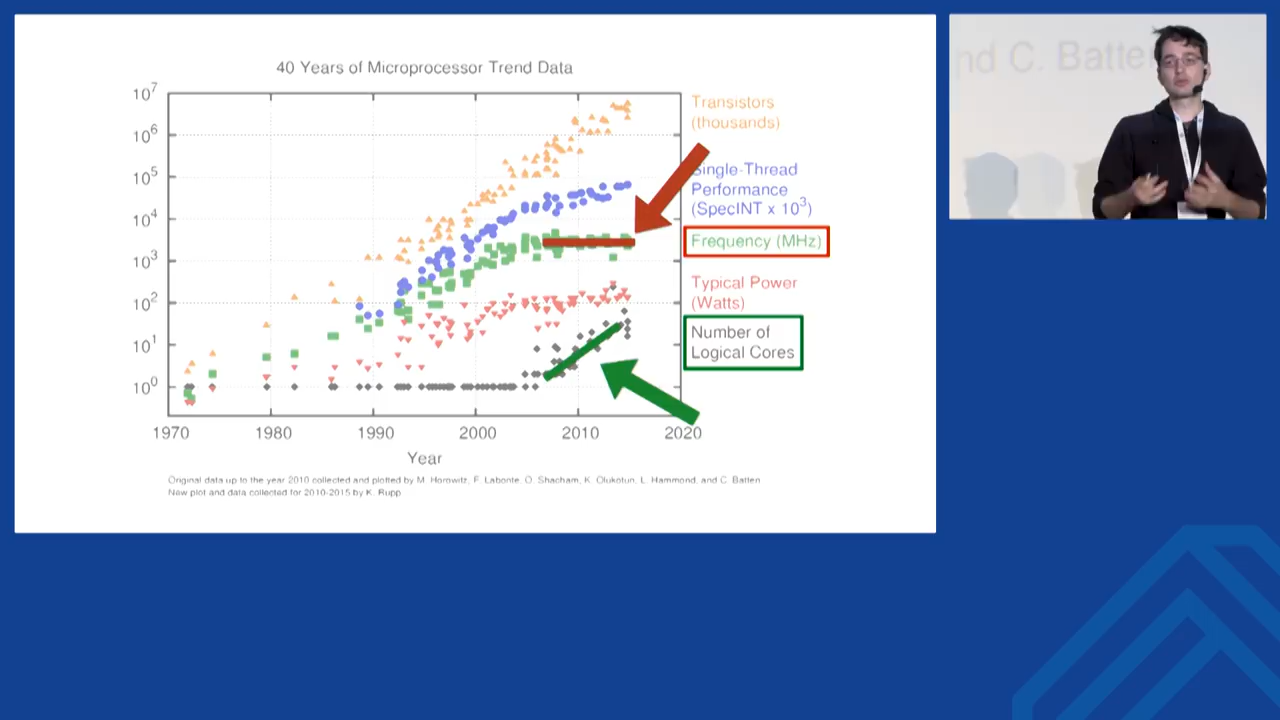 40 Years of Microprocessor Trend Data
10^7
10^6
10^5
10^4
10^3
10^2
10^1
10^0
1970 1980 1990 2000 2010 2020
Year
Transistors
(thousands)
Single-Thread
Performance
(SpecINT x 10^3)
Frequency (MHz)
Typical Power
(Watts)
Number of
Logical Cores
Original data up to the year 2010 collected and plotted by M. Horowitz, F. Labonte, O. Shacham, K. Olukotun, L. Hammond, and C. Batten
New plot and data collected for 2010-2015 by K. Rupp
nd C. Batte